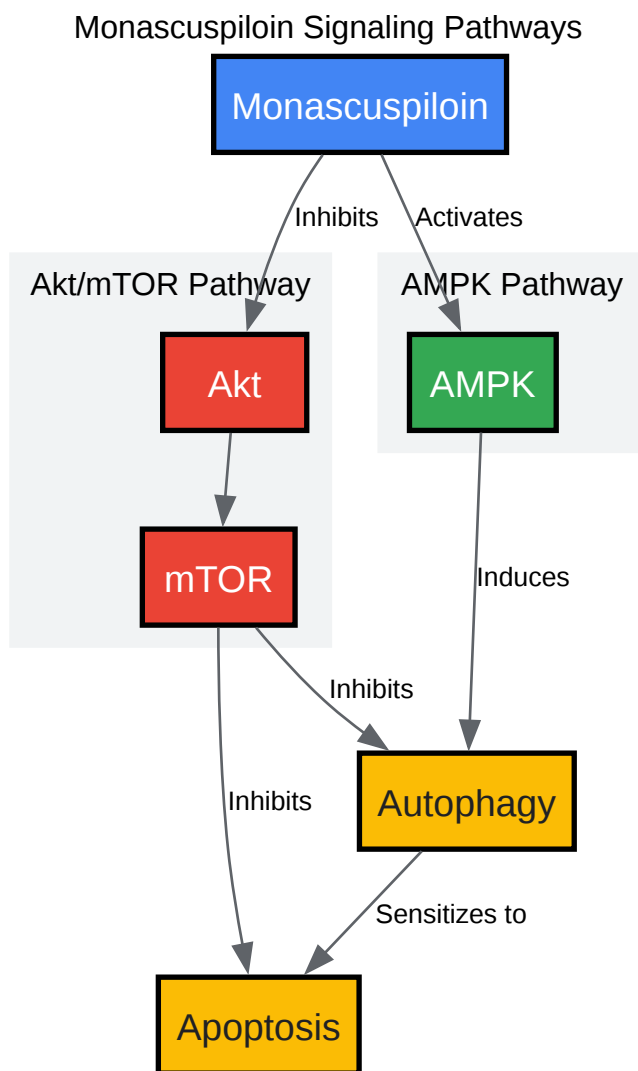 Monascuspiloin Signaling Pathways
Monascuspiloin
Inhibits
Activates
Akt/mTOR Pathway
AMPK Pathway
Akt
AMPK
mTOR
Induces
Inhibits
Inhibits
Autophagy
Sensitizes to
Apoptosis